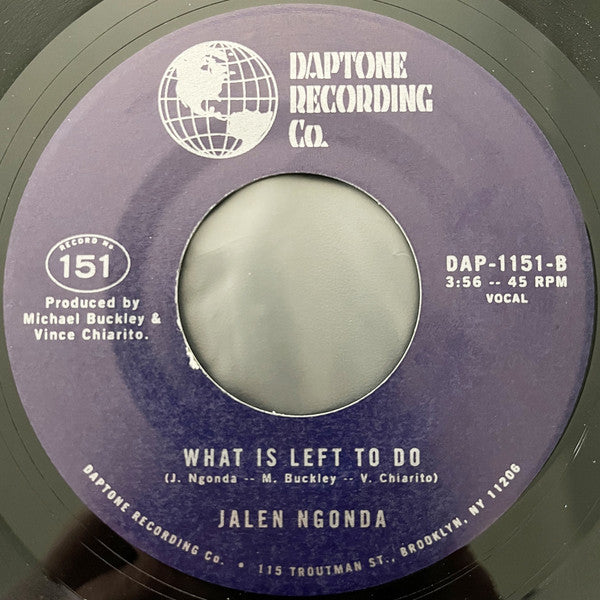 DAPTONE
RECORDING
Co.
RECORD No
151
Produced by
Michael Buckley &
Vince Chiarito.
DAP-1151-B
3:56 -- 45 RPM
VOCAL
WHAT IS LEFT TO DO
(J. Ngonda -- M. Buckley -- V. Chiarito)
JALEN NGONDA
DAPTONE RECORDING Co. • 115 TROUTMAN ST., BROOKLYN, NY 11206